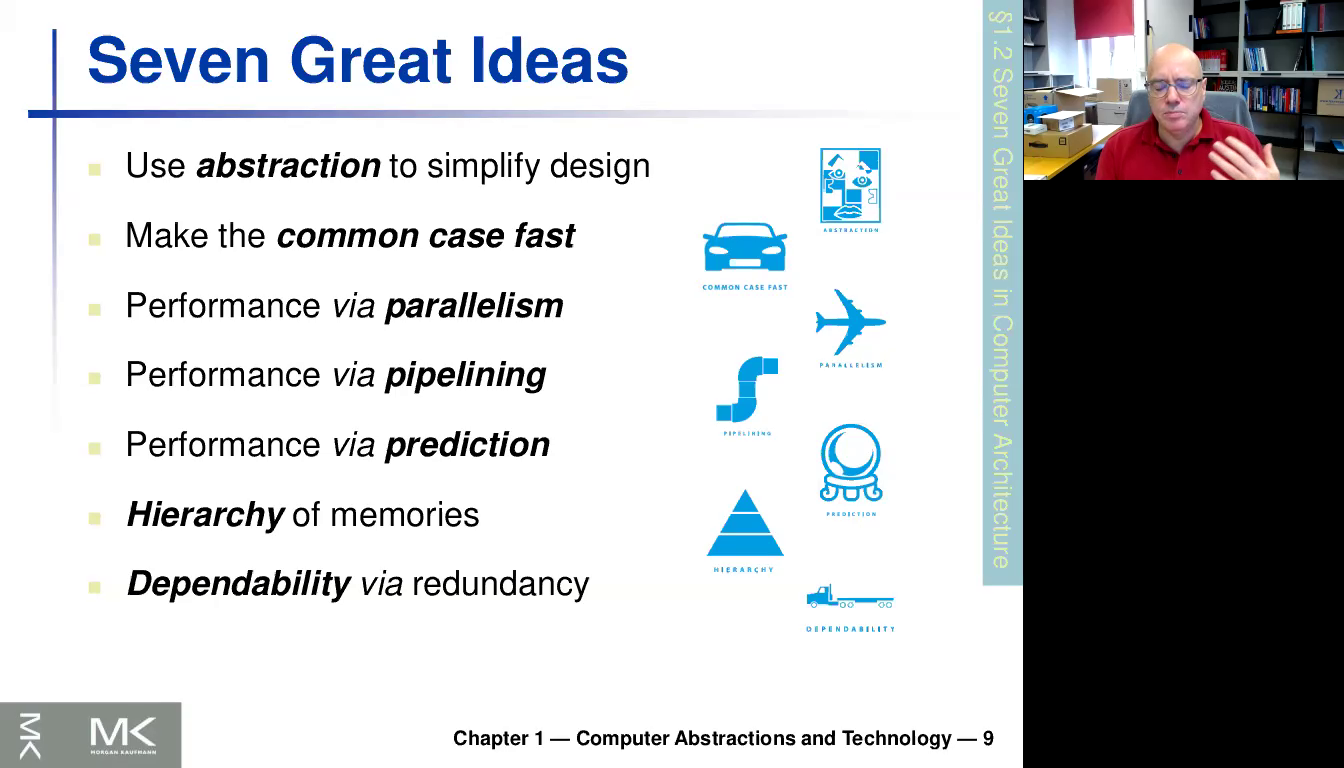 Seven Great Ideas
Use abstraction to simplify design
Make the common case fast
Performance via parallelism
Performance via pipelining
Performance via prediction
Hierarchy of memories
Dependability via redundancy
ABSTRACTION
COMMON CASE FAST
PARALLELISM
PIPELINING
PREDICTION
HIERARCHY
DEPENDABILITY
§1.2 Seven Great Ideas in Computer Architecture
MK
MK
MORGAN KAUFMANN
Chapter 1 — Computer Abstractions and Technology — 9